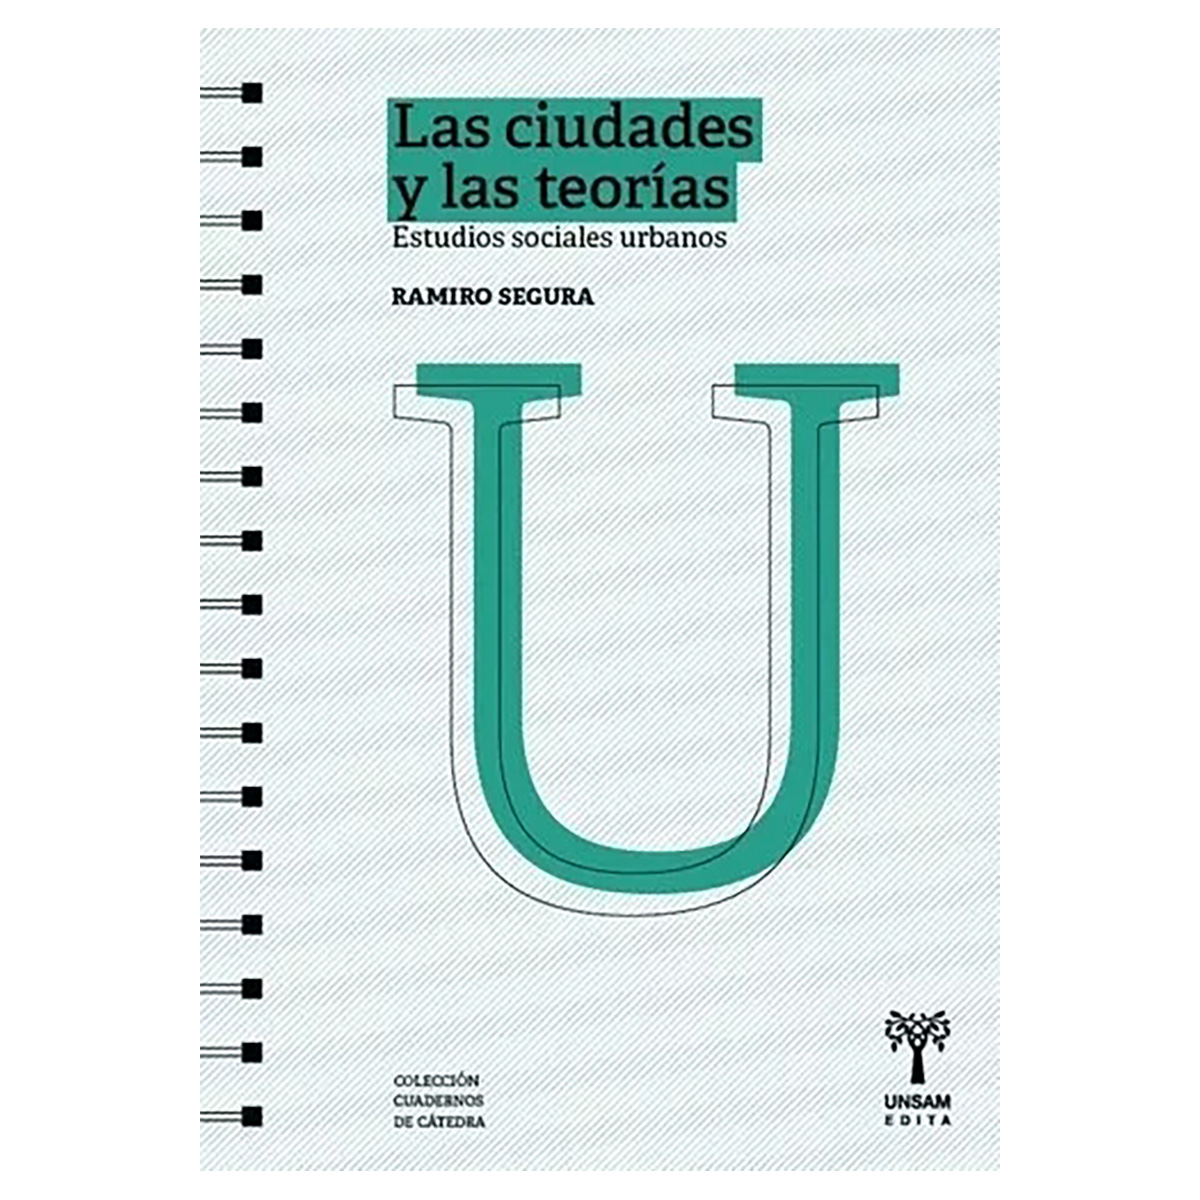 Las ciudades
y las teorías
Estudios sociales urbanos
RAMIRO SEGURA
U
COLECCIÓN
CUADERNOS
DE CÁTEDRA
UNSAM
EDITA